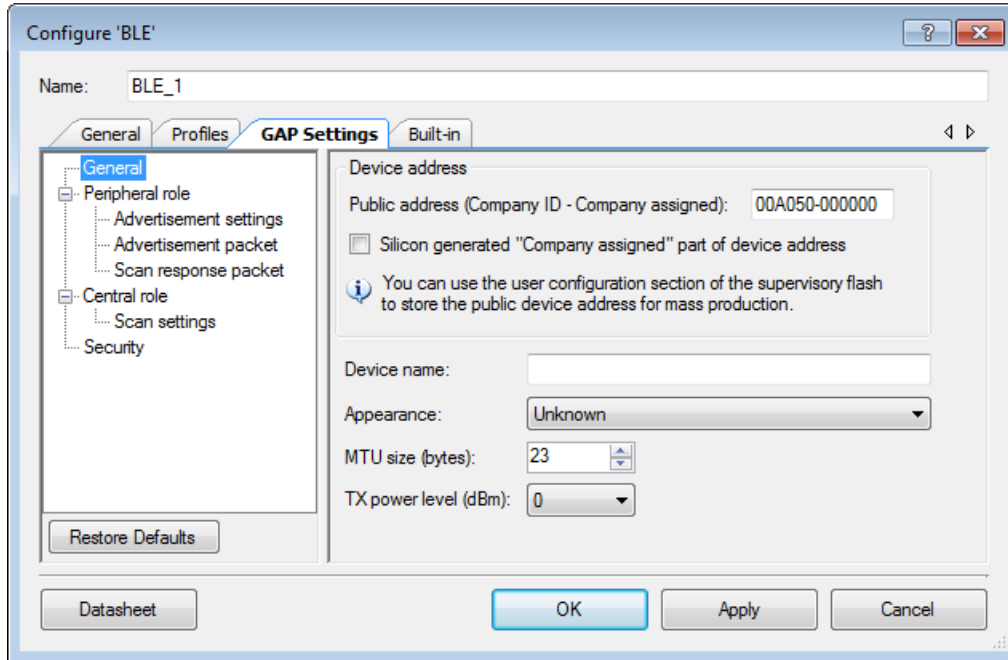 Configure 'BLE'
Name: BLE_1
General Profiles GAP Settings Built-in
General
Peripheral role
Advertisement settings
Advertisement packet
Scan response packet
Central role
Scan settings
Security
Restore Defaults
Device address
Public address (Company ID - Company assigned): 00A050-000000
Silicon generated "Company assigned" part of device address
You can use the user configuration section of the supervisory flash
to store the public device address for mass production.
Device name:
Appearance: Unknown
MTU size (bytes): 23
TX power level (dBm): 0
Datasheet OK Apply Cancel